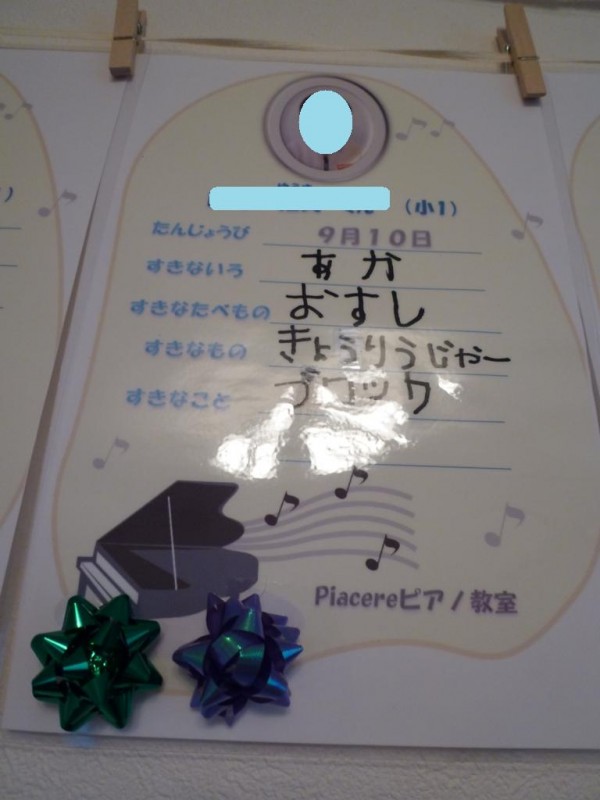 （小1）
たんじょうび 9月10日
すきないろ あか
すきなたべもの おすし
すきなもの きょうりうじゃー
すきなこと ブロック
Piacereピアノ教室